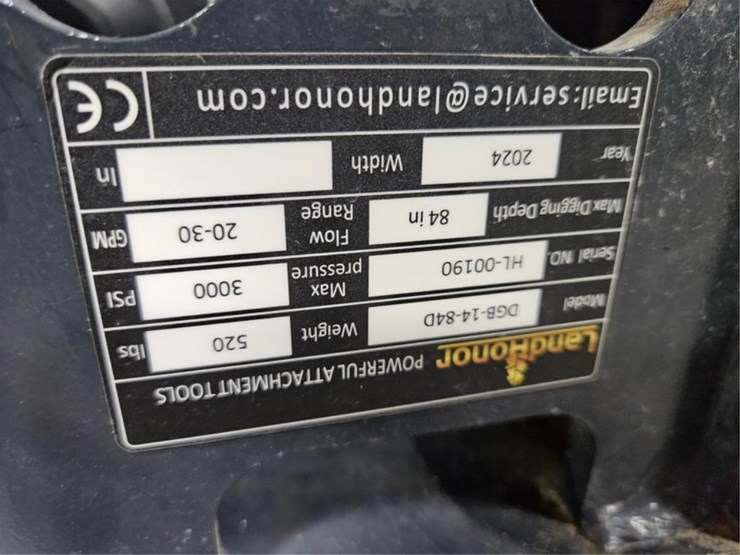 LandHonor POWERFUL ATTACHMENT TOOLS
Model DGB-14-84D Weight 520 lbs
Serial NO. HL-00190 Max pressure 3000 PSI
Max Digging Depth 84 in Flow Range 20-30 GPM
Year 2024 Width In
Email:service@landhonor.com CE